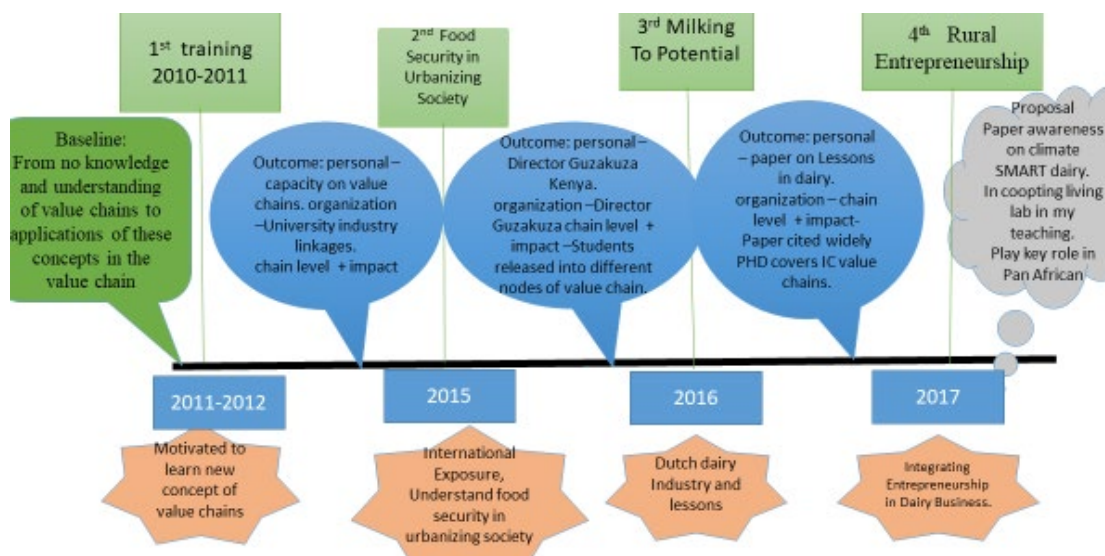 1st training
2010-2011
2nd Food
Security in
Urbanizing
Society
3rd Milking
To Potential
4th Rural
Entrepreneurship
Baseline:
From no knowledge
and understanding
of value chains to
applications of these
concepts in the
value chain
Outcome: personal –
capacity on value
chains. organization
–University industry
linkages.
chain level + impact
Outcome: personal–
Director Guzakuza
Kenya.
organization –Director
Guzakuza chain level +
impact –Students
released into different
nodes of value chain.
Outcome: personal
– paper on Lessons
in dairy.
organization – chain
level + impact-
Paper cited widely
PHD covers IC value
chains.
Proposal
Paper awareness
on climate
SMART dairy.
In coopting living
lab in my
teaching.
Play key role in
Pan African
2011-2012
2015
2016
2017
Motivated to
learn new
concept of
value chains
International
Exposure,
Understand food
security in
urbanizing society
Dutch dairy
Industry and
lessons
Integrating
Entrepreneurship
in Dairy Business.